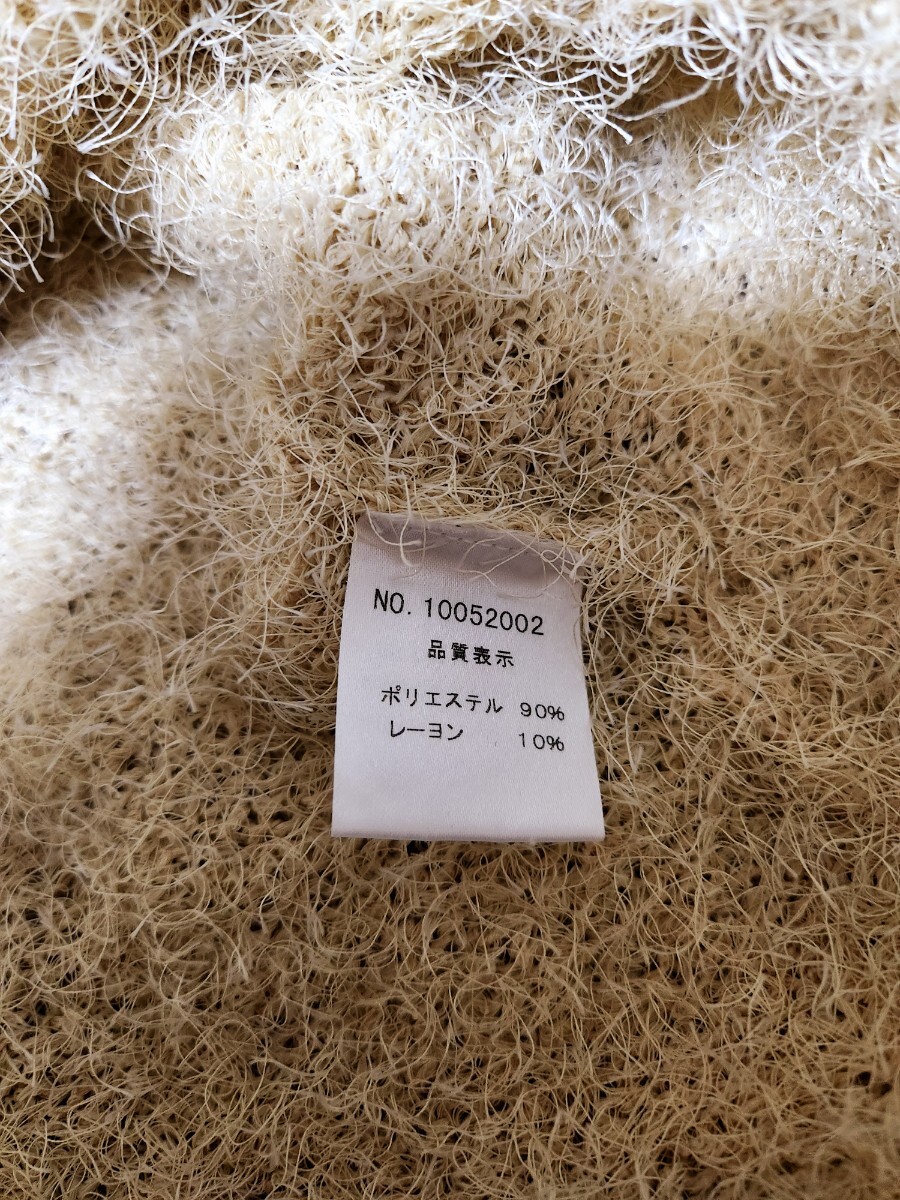 NO. 10052002
品質表示
ポリエステル 90%
レーヨン 10%